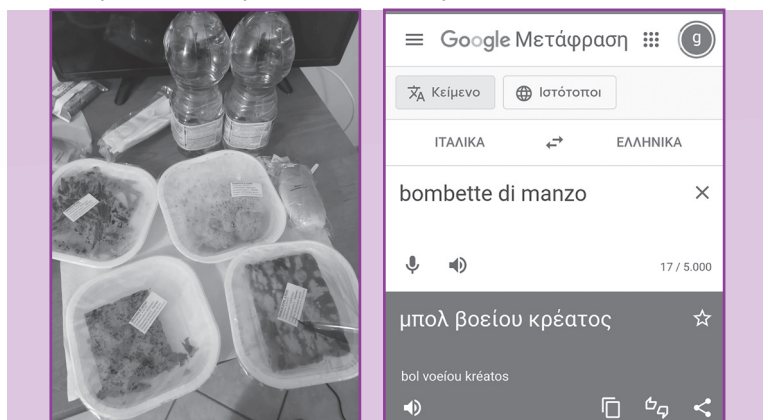 Google Μετάφραση
g
Κείμενο
Ιστότοποι
ΙΤΑΛΙΚΑ
ΕΛΛΗΝΙΚΑ
bombette di manzo
17 / 5.000
μπολ βοείου κρέατος
bol voeíou kréatos